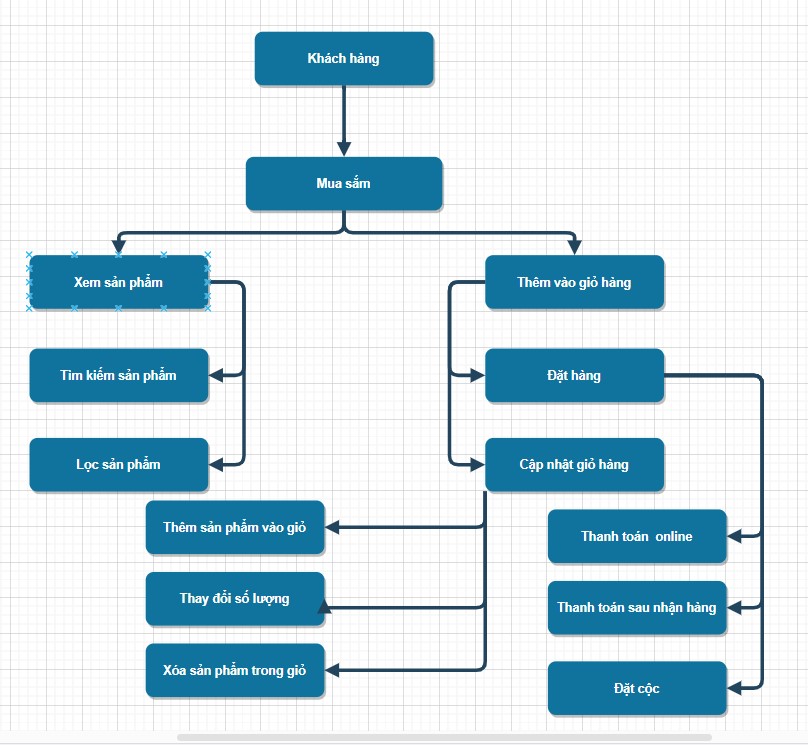 Khách hàng
Mua sắm
Xem sản phẩm
Thêm vào giỏ hàng
Tìm kiếm sản phẩm
Đặt hàng
Lọc sản phẩm
Cập nhật giỏ hàng
Thêm sản phẩm vào giỏ
Thanh toán online
Thay đổi số lượng
Thanh toán sau nhận hàng
Xóa sản phẩm trong giỏ
Đặt cộc